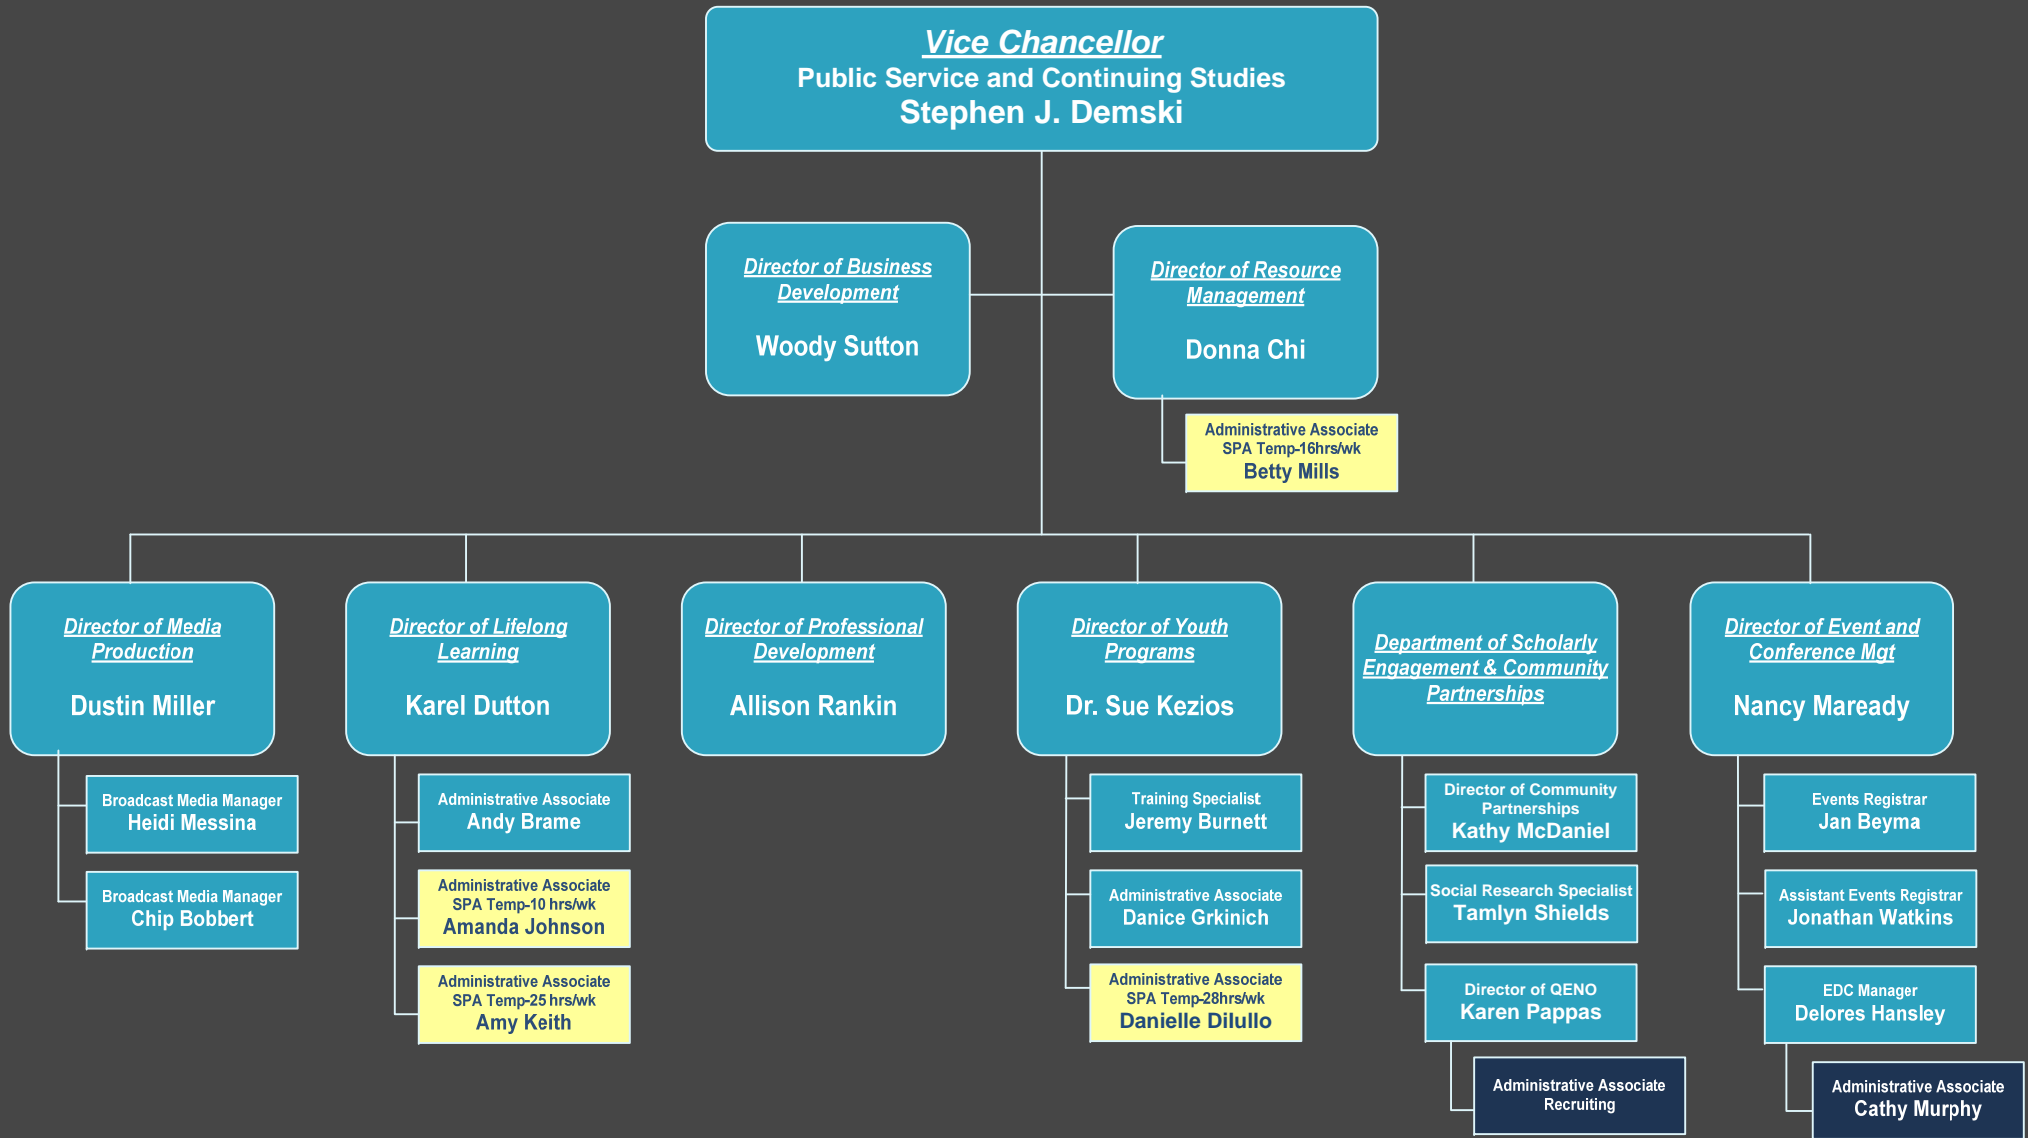 Vice Chancellor
Public Service and Continuing Studies
Stephen J. Demski
Director of Business
Development
Woody Sutton
Director of Resource
Management
Donna Chi
Administrative Associate
SPA Temp-16hrs/wk
Betty Mills
Director of Media
Production
Dustin Miller
Broadcast Media Manager
Heidi Messina
Broadcast Media Manager
Chip Bobbert
Director of Lifelong
Learning
Karel Dutton
Administrative Associate
Andy Brame
Administrative Associate
SPA Temp-10 hrs/wk
Amanda Johnson
Administrative Associate
SPA Temp-25 hrs/wk
Amy Keith
Director of Professional
Development
Allison Rankin
Director of Youth
Programs
Dr. Sue Kezios
Training Specialist
Jeremy Burnett
Administrative Associate
Danice Grkinich
Administrative Associate
SPA Temp-28hrs/wk
Danielle Dilullo
Department of Scholarly
Engagement & Community
Partnerships
Director of Community
Partnerships
Kathy McDaniel
Social Research Specialist
Tamlyn Shields
Director of QENO
Karen Pappas
Administrative Associate
Recruiting
Director of Event and
Conference Mgt
Nancy Maready
Events Registrar
Jan Beyma
Assistant Events Registrar
Jonathan Watkins
EDC Manager
Delores Hansley
Administrative Associate
Cathy Murphy